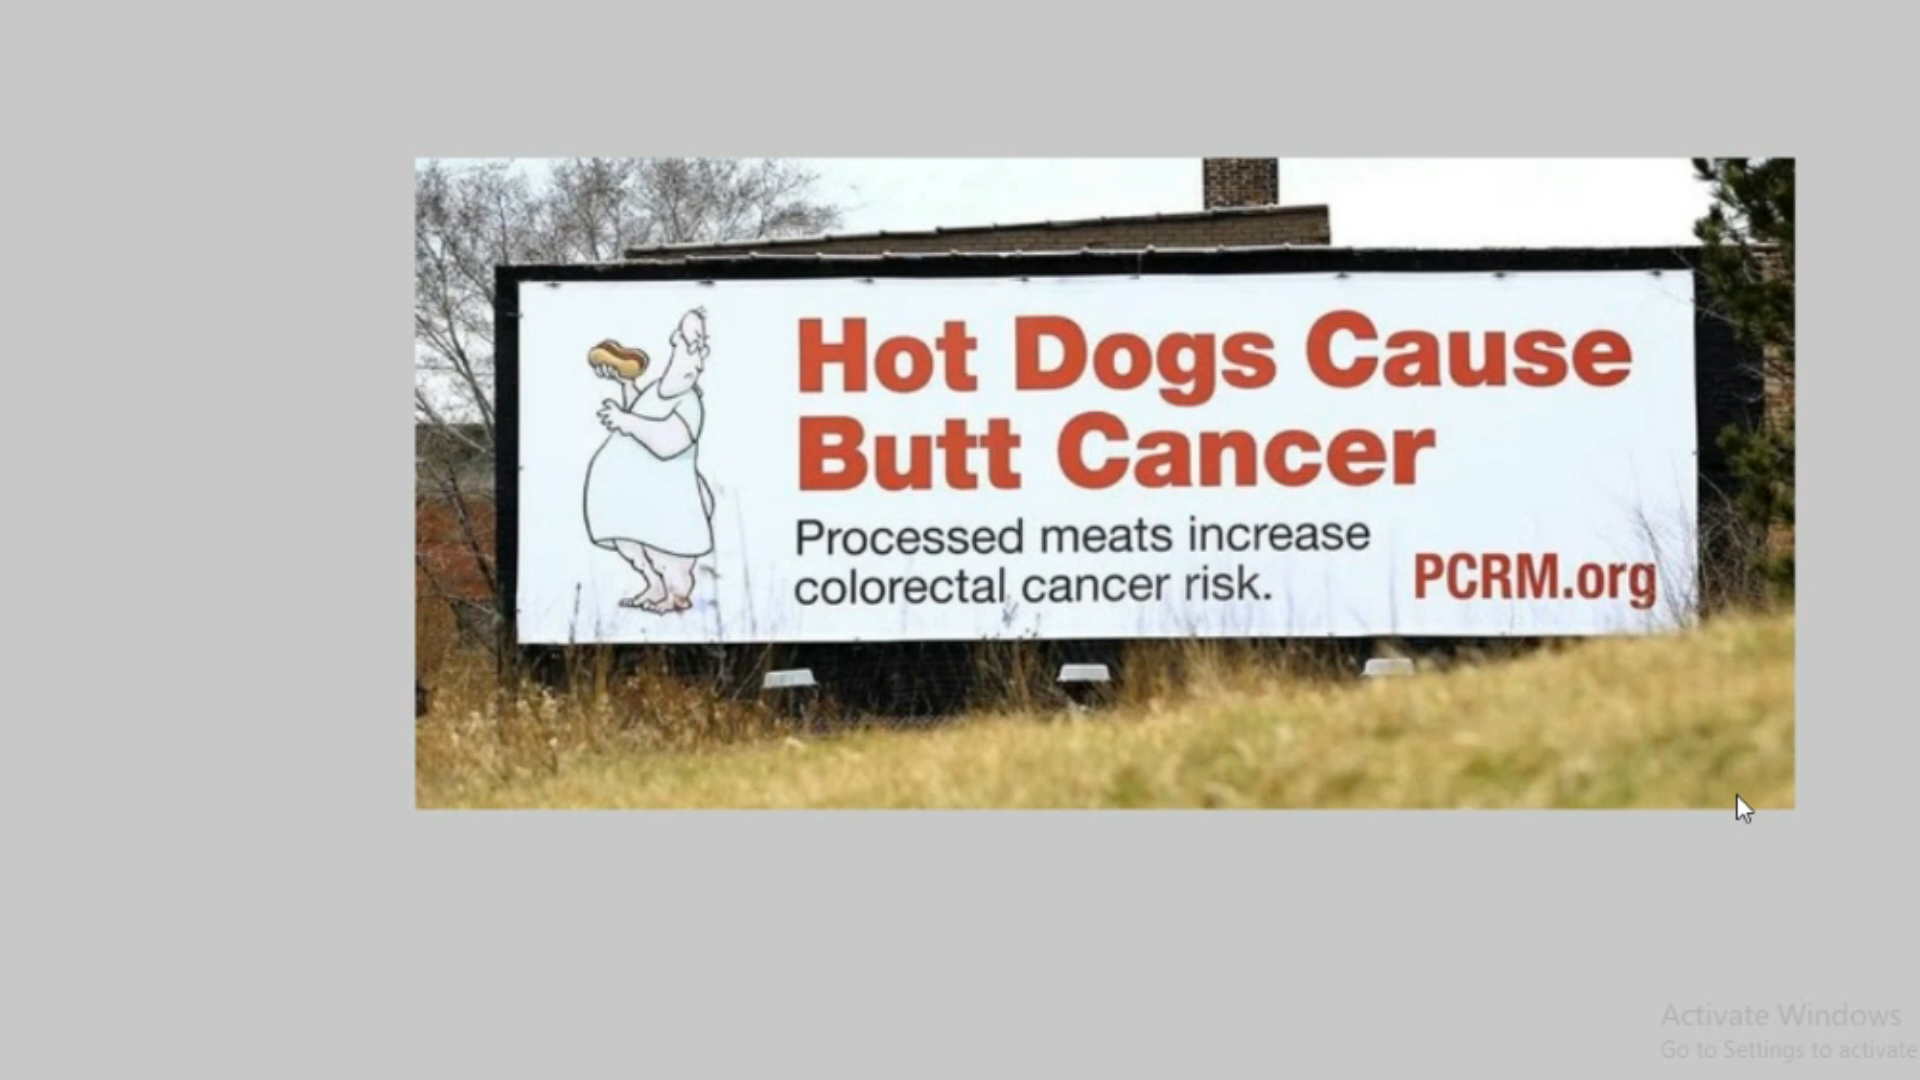 Hot Dogs Cause
Butt Cancer
Processed meats increase
colorectal cancer risk.
PCRM.org
Activate Windows
Go to Settings to activate